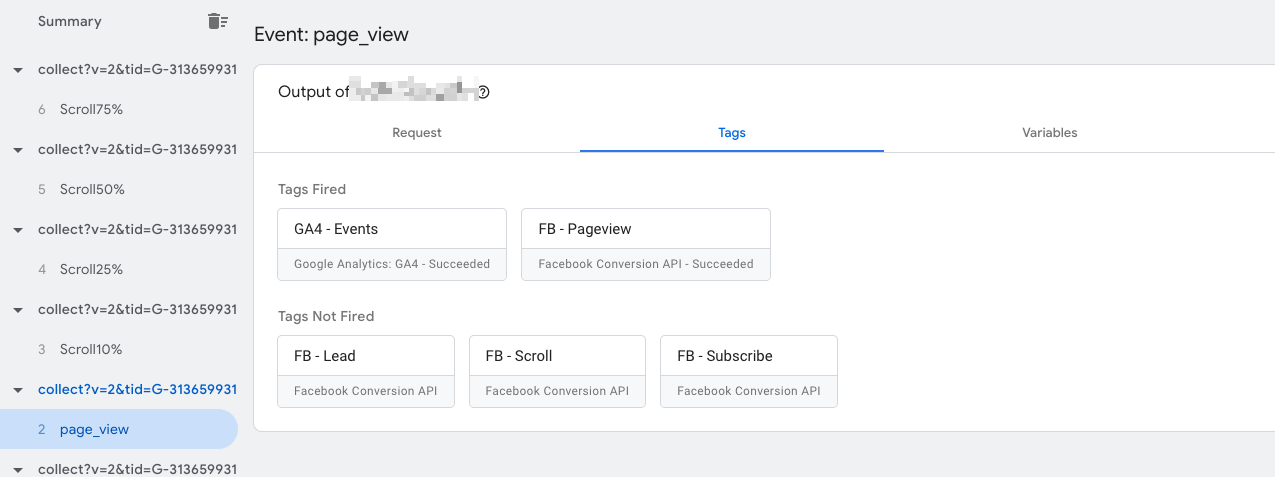 Summary
collect?v=2&tid=G-313659931
6 Scroll75%
collect?v=2&tid=G-313659931
5 Scroll50%
collect?v=2&tid=G-313659931
4 Scroll25%
collect?v=2&tid=G-313659931
3 Scroll10%
collect?v=2&tid=G-313659931
2 page_view
collect?v=2&tid=G-313659931
Event: page_view
Output of
Request Tags Variables
Tags Fired
GA4 - Events
Google Analytics: GA4 - Succeeded
FB - Pageview
Facebook Conversion API - Succeeded
Tags Not Fired
FB - Lead
Facebook Conversion API
FB - Scroll
Facebook Conversion API
FB - Subscribe
Facebook Conversion API